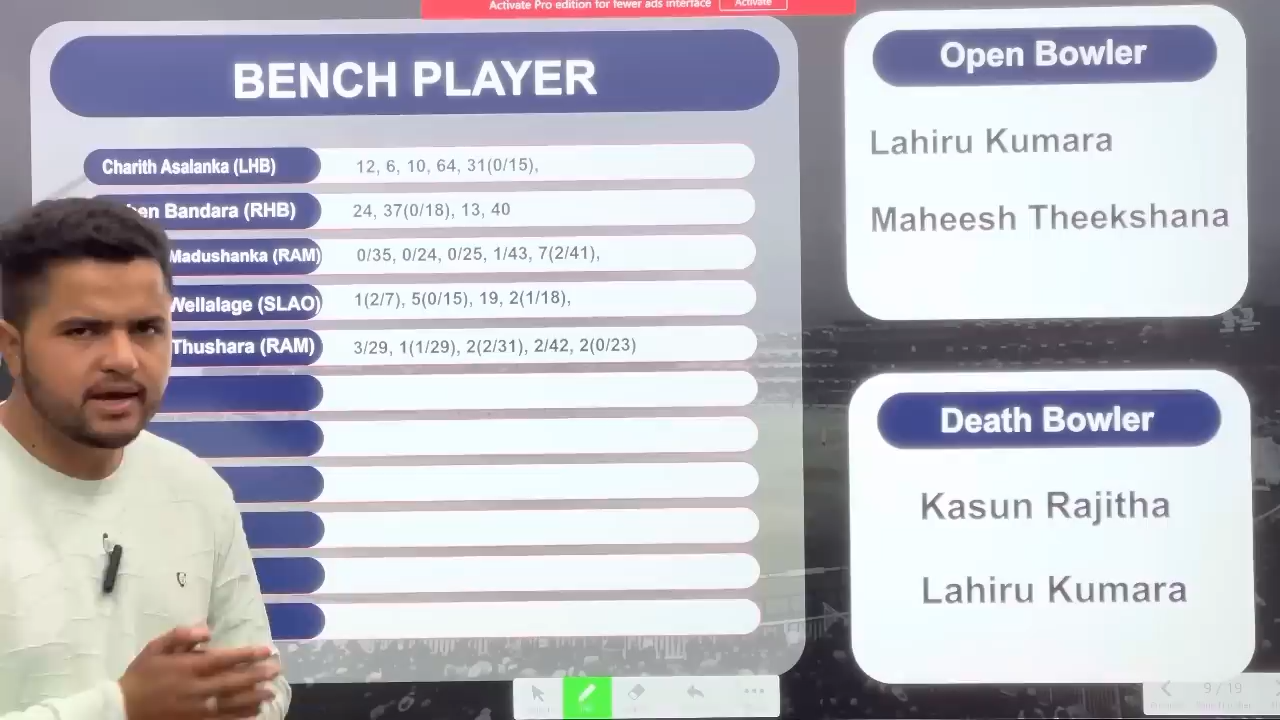 Activate Pro edition for fewer ads interface
Activate
BENCH PLAYER
Charith Asalanka (LHB) 12, 6, 10, 64, 31(0/15),
Bandara (RHB) 24, 37(0/18), 13, 40
Madushanka (RAM) 0/35, 0/24, 0/25, 1/43, 7(2/41),
Wellalage (SLAO) 1(2/7), 5(0/15), 19, 2(1/18),
Thushara (RAM) 3/29, 1(1/29), 2(2/31), 2/42, 2(0/23)
Open Bowler
Lahiru Kumara
Maheesh Theekshana
Death Bowler
Kasun Rajitha
Lahiru Kumara
9 / 19